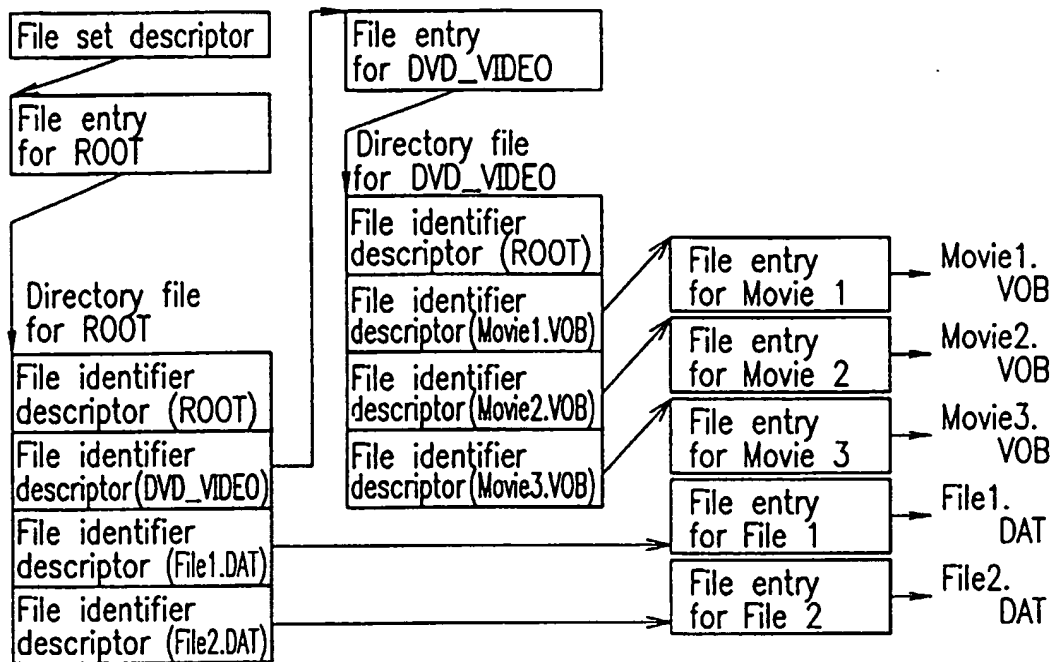 File set descriptor
File entry
for ROOT
Directory file
for ROOT
File identifier
descriptor (ROOT)
File identifier
descriptor(DVD_VIDEO)
File identifier
descriptor (File1.DAT)
File identifier
descriptor (File2.DAT)
File entry
for DVD_VIDEO
Directory file
for DVD_VIDEO
File identifier
descriptor (ROOT)
File identifier
descriptor(Movie1.VOB)
File identifier
descriptor(Movie2.VOB)
File identifier
descriptor(Movie3.VOB)
File entry
for Movie 1
File entry
for Movie 2
File entry
for Movie 3
File entry
for File 1
File entry
for File 2
Movie1.
VOB
Movie2.
VOB
Movie3.
VOB
File1.
DAT
File2.
DAT